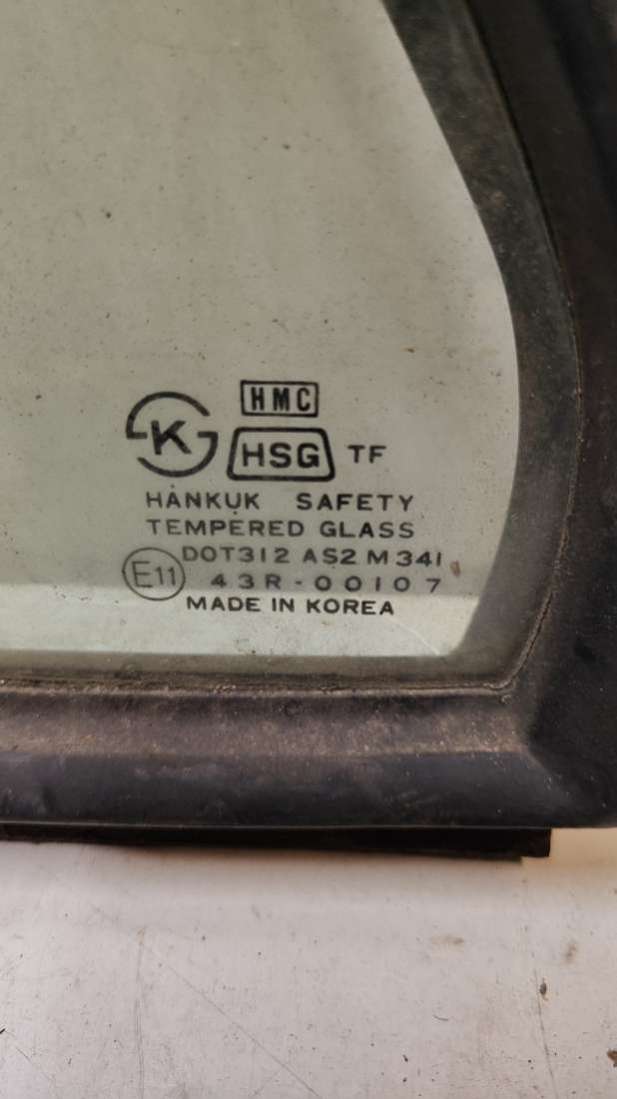 HMC
K
HSG TF
HANKUK SAFETY
TEMPERED GLASS
DOT312 AS2 M341
E11 43R-00107
MADE IN KOREA